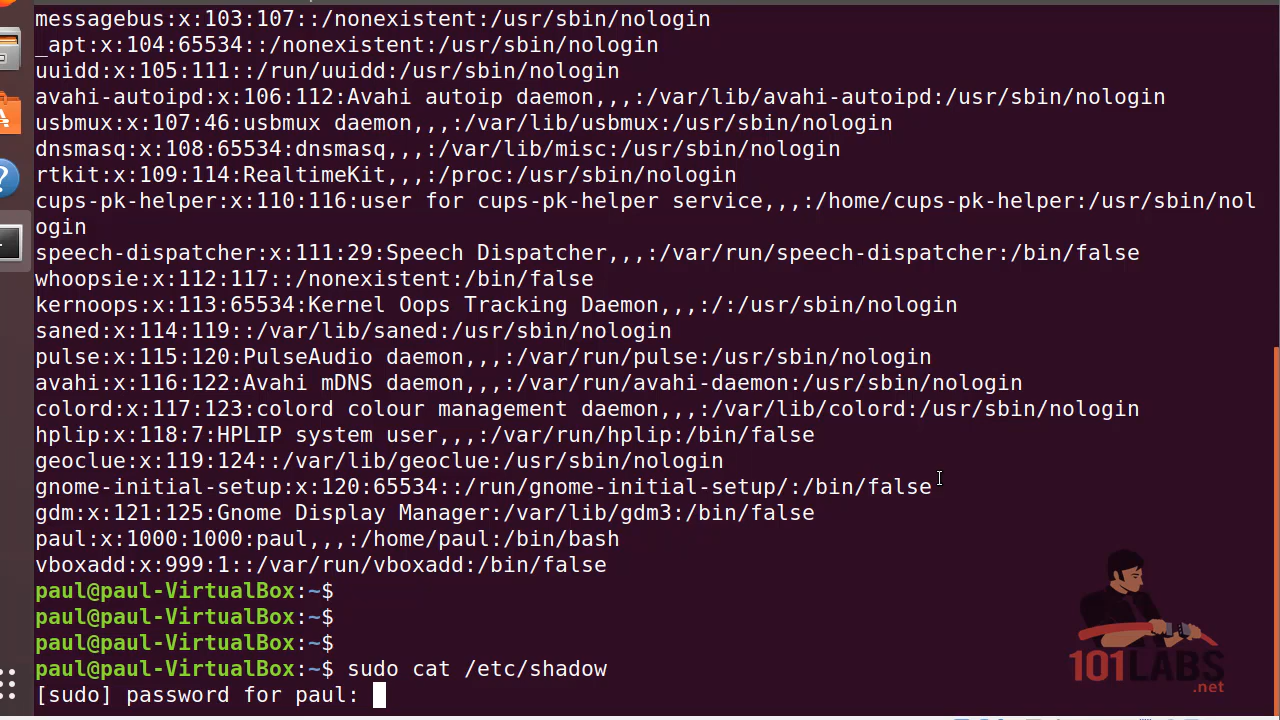 messagebus:x:103:107::/nonexistent:/usr/sbin/nologin
_apt:x:104:65534::/nonexistent:/usr/sbin/nologin
uuidd:x:105:111::/run/uuidd:/usr/sbin/nologin
avahi-autoipd:x:106:112:Avahi autoip daemon,,,:/var/lib/avahi-autoipd:/usr/sbin/nologin
usbmux:x:107:46:usbmux daemon,,,:/var/lib/usbmux:/usr/sbin/nologin
dnsmasq:x:108:65534:dnsmasq,,,:/var/lib/misc:/usr/sbin/nologin
rtkit:x:109:114:RealtimeKit,,,:/proc:/usr/sbin/nologin
cups-pk-helper:x:110:116:user for cups-pk-helper service,,,:/home/cups-pk-helper:/usr/sbin/nol
ogin
speech-dispatcher:x:111:29:Speech Dispatcher,,,:/var/run/speech-dispatcher:/bin/false
whoopsie:x:112:117::/nonexistent:/bin/false
kernoops:x:113:65534:Kernel Oops Tracking Daemon,,,:/:/usr/sbin/nologin
saned:x:114:119::/var/lib/saned:/usr/sbin/nologin
pulse:x:115:120:PulseAudio daemon,,,:/var/run/pulse:/usr/sbin/nologin
avahi:x:116:122:Avahi mDNS daemon,,,:/var/run/avahi-daemon:/usr/sbin/nologin
colord:x:117:123:colord colour management daemon,,,:/var/lib/colord:/usr/sbin/nologin
hplip:x:118:7:HPLIP system user,,,:/var/run/hplip:/bin/false
geoclue:x:119:124::/var/lib/geoclue:/usr/sbin/nologin
gnome-initial-setup:x:120:65534::/run/gnome-initial-setup/:/bin/false
gdm:x:121:125:Gnome Display Manager:/var/lib/gdm3:/bin/false
paul:x:1000:1000:paul,,,:/home/paul:/bin/bash
vboxadd:x:999:1::/var/run/vboxadd:/bin/false
paul@paul-VirtualBox:~$
paul@paul-VirtualBox:~$
paul@paul-VirtualBox:~$
paul@paul-VirtualBox:~$ sudo cat /etc/shadow
[sudo] password for paul:
101LABS
.net